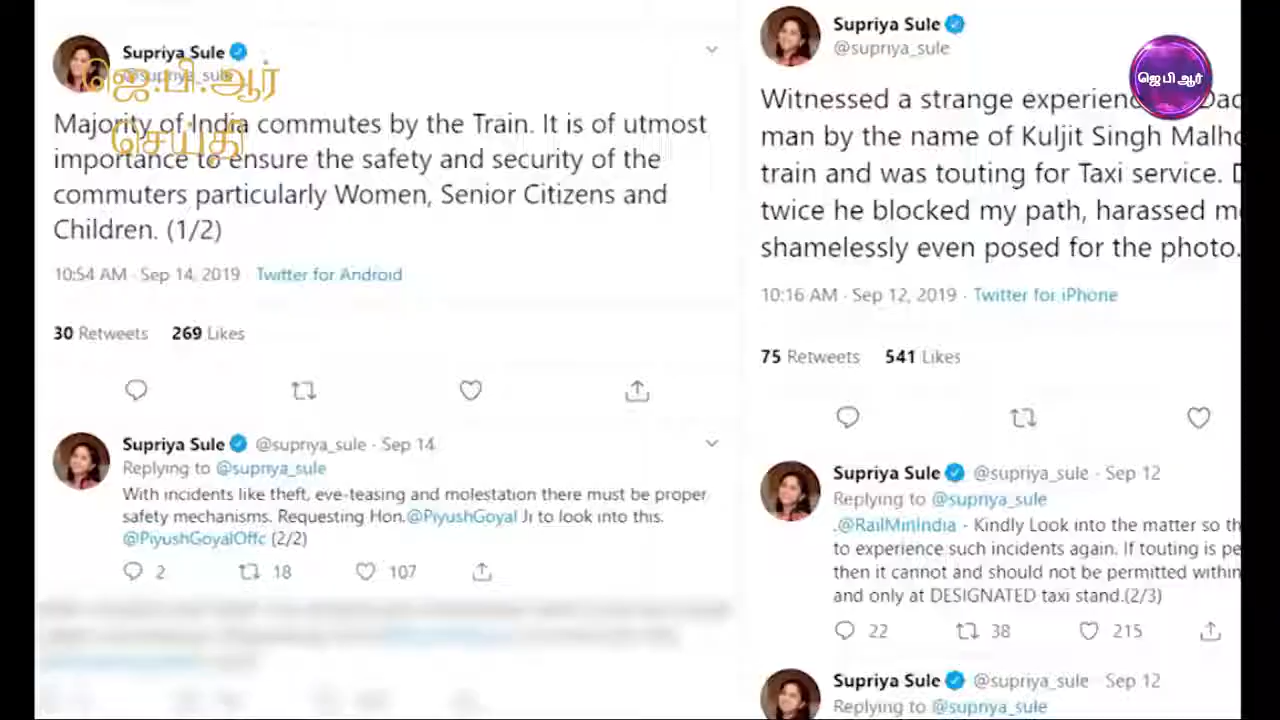 Supriya Sule
@supriya_sule
ஜெ.பி.ஆர்
செய்தி
Majority of India commutes by the Train. It is of utmost
importance to ensure the safety and security of the
commuters particularly Women, Senior Citizens and
Children. (1/2)
10:54 AM · Sep 14, 2019 · Twitter for Android
30 Retweets 269 Likes
Supriya Sule @supriya_sule · Sep 14
Replying to @supriya_sule
With incidents like theft, eve-teasing and molestation there must be proper
safety mechanisms. Requesting Hon.@PiyushGoyal Ji to look into this.
@PiyushGoyalOffc (2/2)
2 18 107
Supriya Sule
@supriya_sule
ஜெ பி ஆர்
Witnessed a strange
man by the name of Kuljit Singh
train and was touting for Taxi service.
twice he blocked my path, harassed
shamelessly even posed for the photo.
10:16 AM · Sep 12, 2019 · Twitter for iPhone
75 Retweets 541 Likes
Supriya Sule @supriya_sule · Sep 12
Replying to @supriya_sule
.@RailMinIndia - Kindly Look into the matter so
to experience such incidents again. If touting is
then it cannot and should not be permitted
and only at DESIGNATED taxi stand.(2/3)
22 38 215
Supriya Sule @supriya_sule · Sep 12
Replying to @supriya_sule